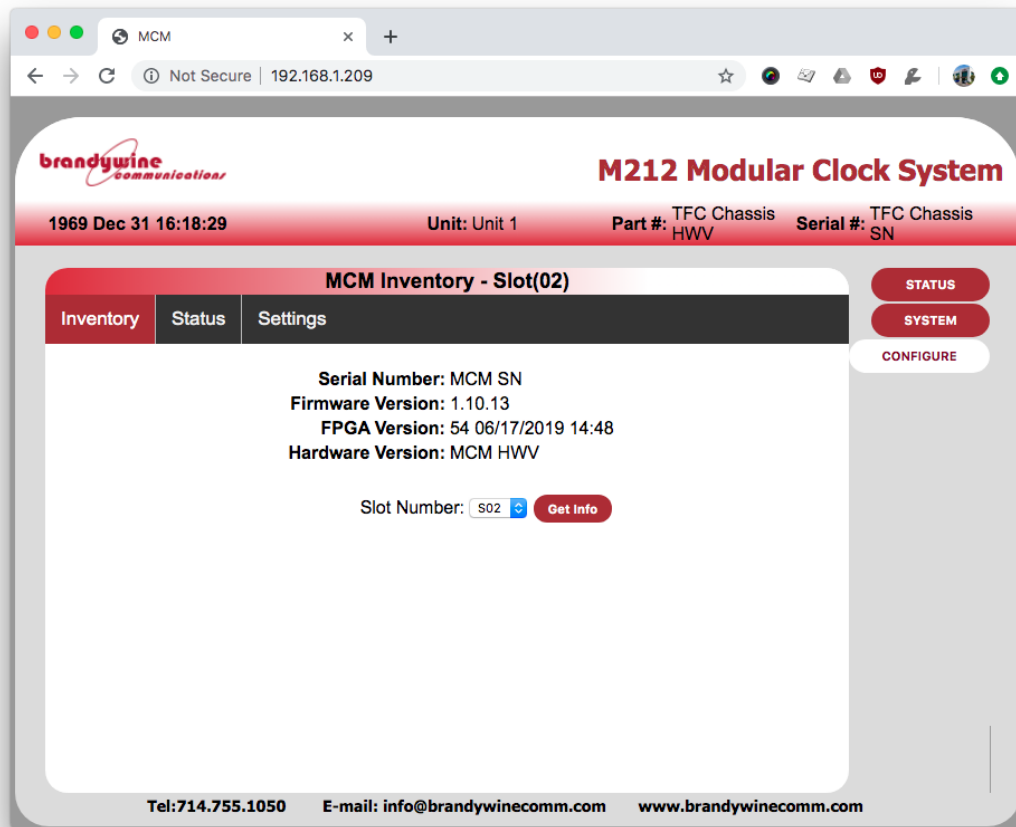 MCM
Not Secure | 192.168.1.209
brandywine
communications
M212 Modular Clock System
1969 Dec 31 16:18:29 Unit: Unit 1 Part #: TFC Chassis HWV Serial #: TFC Chassis SN
MCM Inventory - Slot(02)
Inventory Status Settings
STATUS
SYSTEM
CONFIGURE
Serial Number: MCM SN
Firmware Version: 1.10.13
FPGA Version: 54 06/17/2019 14:48
Hardware Version: MCM HWV
Slot Number: S02 Get Info
Tel:714.755.1050 E-mail: info@brandywinecomm.com www.brandywinecomm.com